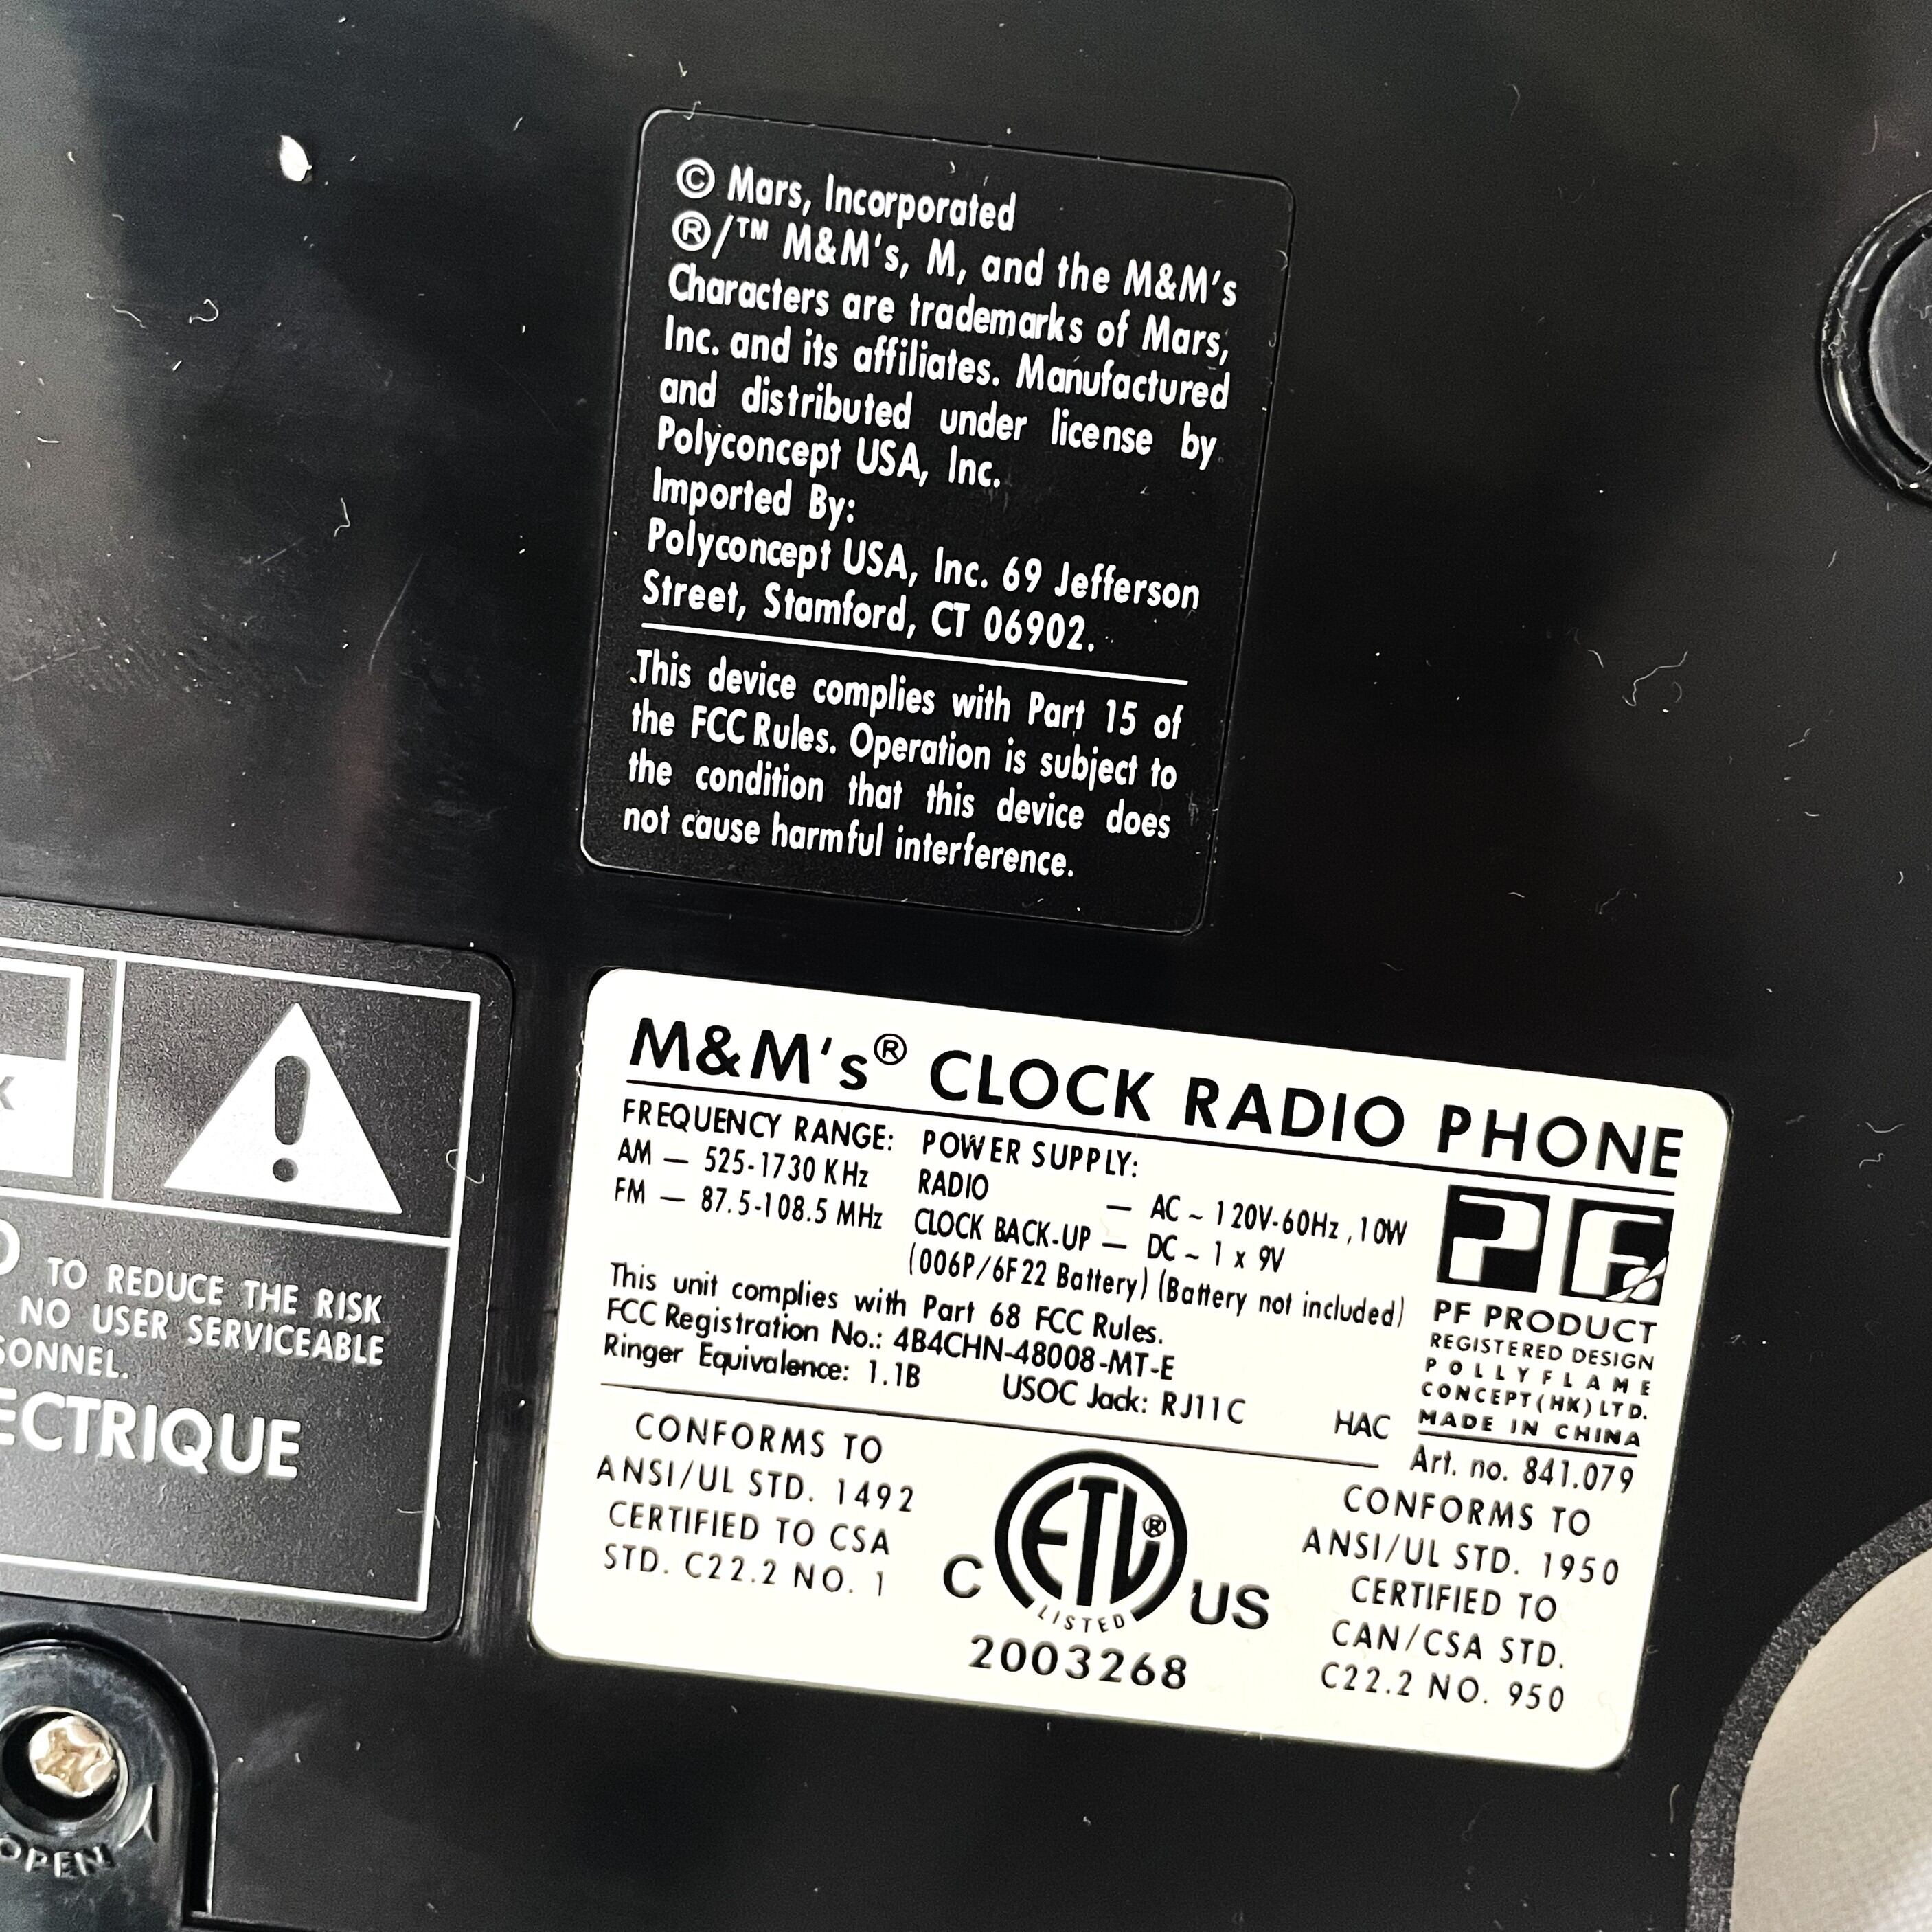 © Mars, Incorporated
®/™ M&M's, M, and the M&M's
Characters are trademarks of Mars,
Inc. and its affiliates. Manufactured
and distributed under license by
Polyconcept USA, Inc.
Imported By:
Polyconcept USA, Inc. 69 Jefferson
Street, Stamford, CT 06902.
This device complies with Part 15 of
the FCC Rules. Operation is subject to
the condition that this device does
not cause harmful interference.
TO REDUCE THE RISK
NO USER SERVICEABLE
M&M's® CLOCK RADIO PHONE
FREQUENCY RANGE:
AM — 525-1730 KHz
FM — 87.5-108.5 MHz
POWER SUPPLY:
RADIO — AC ~ 120V-60Hz, 10W
CLOCK BACK-UP — DC ~ 1 x 9V
(006P/6F22 Battery) (Battery not included)
This unit complies with Part 68 FCC Rules.
FCC Registration No.: 4B4CHN-48008-MT-E
Ringer Equivalence: 1.1B USOC Jack: RJ11C HAC
PF
PF PRODUCT
REGISTERED DESIGN
POLLYFLAME
CONCEPT (HK) LTD.
MADE IN CHINA
Art. no. 841.079
CONFORMS TO
ANSI/UL STD. 1492
CERTIFIED TO CSA
STD. C22.2 NO. 1
C ETL® US
LISTED
2003268
CONFORMS TO
ANSI/UL STD. 1950
CERTIFIED TO
CAN/CSA STD.
C22.2 NO. 950
OPEN